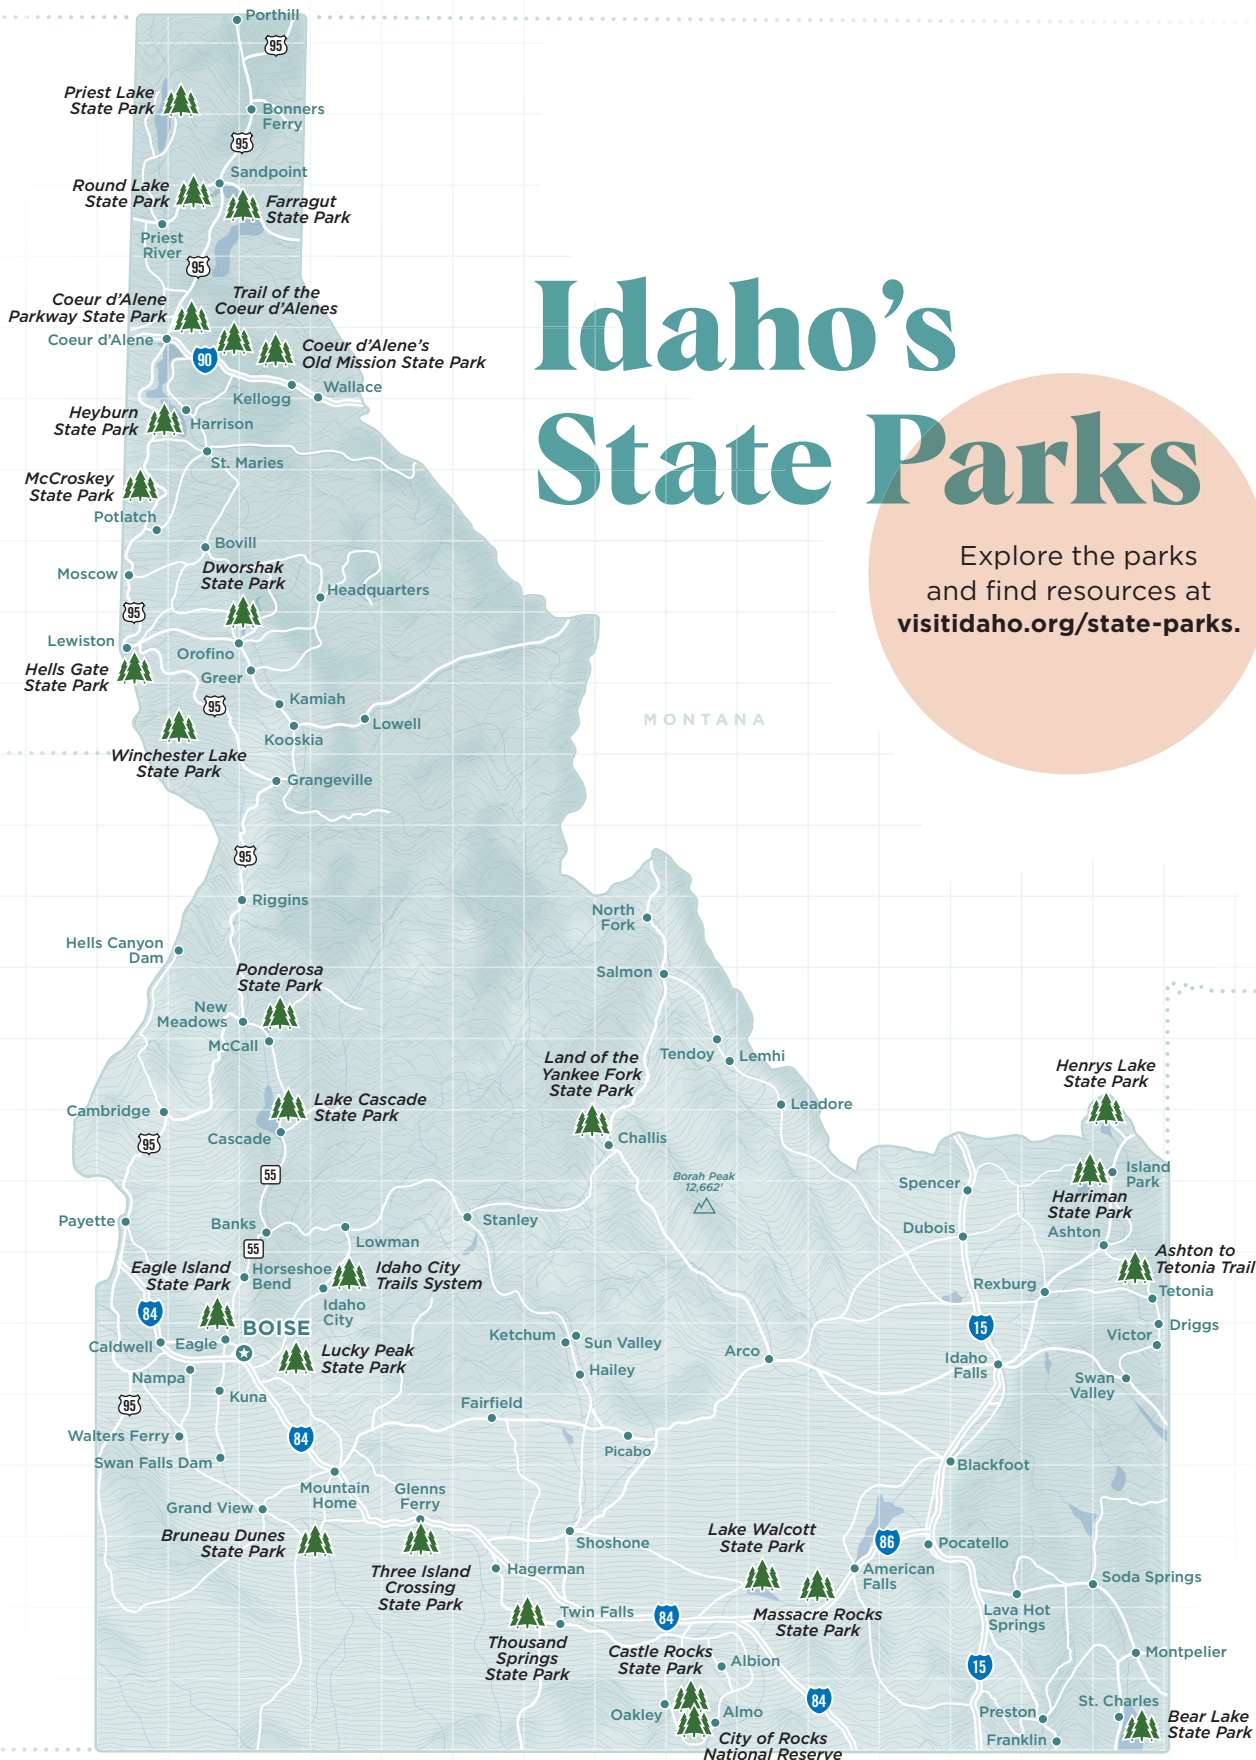 Porthill
95
Priest Lake
State Park
Bonners
Ferry
95
Sandpoint
Round Lake
State Park
Farragut
State Park
Priest
River
95
Coeur d’Alene
Parkway State Park
Trail of the
Coeur d’Alenes
Coeur d’Alene
90
Coeur d’Alene’s
Old Mission State Park
Kellogg
Wallace
Heyburn
State Park
Harrison
St. Maries
McCroskey
State Park
Potlatch
Bovill
Moscow
Dworshak
State Park
Headquarters
95
Lewiston
Orofino
Hells Gate
State Park
Greer
95
Kamiah
Lowell
Kooskia
Winchester Lake
State Park
Grangeville
Idaho’s
State Parks
Explore the parks
and find resources at
visitidaho.org/state-parks.
MONTANA
95
Riggins
North
Fork
Hells Canyon
Dam
Salmon
Ponderosa
State Park
New
Meadows
McCall
Tendoy
Lemhi
Land of the
Yankee Fork
State Park
Henrys Lake
State Park
Lake Cascade
State Park
Leadore
Cambridge
95
Cascade
Challis
55
Borah Peak
12,662’
Spencer
Island
Park
Harriman
State Park
Payette
Banks
Stanley
Dubois
Ashton
55
Lowman
Eagle Island
State Park
Horseshoe
Bend
Idaho City
Trails System
Ashton to
Tetonia Trail
Rexburg
Tetonia
84
Idaho
City
BOISE
15
Driggs
Caldwell
Eagle
Ketchum
Sun Valley
Victor
Lucky Peak
State Park
Arco
Idaho
Falls
Nampa
Hailey
Swan
Valley
Kuna
95
Fairfield
Walters Ferry
84
Picabo
Swan Falls Dam
Blackfoot
Mountain
Home
Glenns
Ferry
Grand View
Bruneau Dunes
State Park
Shoshone
Lake Walcott
State Park
86
Pocatello
Three Island
Crossing
State Park
Hagerman
American
Falls
Soda Springs
Twin Falls
84
Massacre Rocks
State Park
Lava Hot
Springs
Thousand
Springs
State Park
Castle Rocks
State Park
Albion
15
Montpelier
84
Oakley
Almo
Preston
St. Charles
Bear Lake
State Park
City of Rocks
National Reserve
Franklin